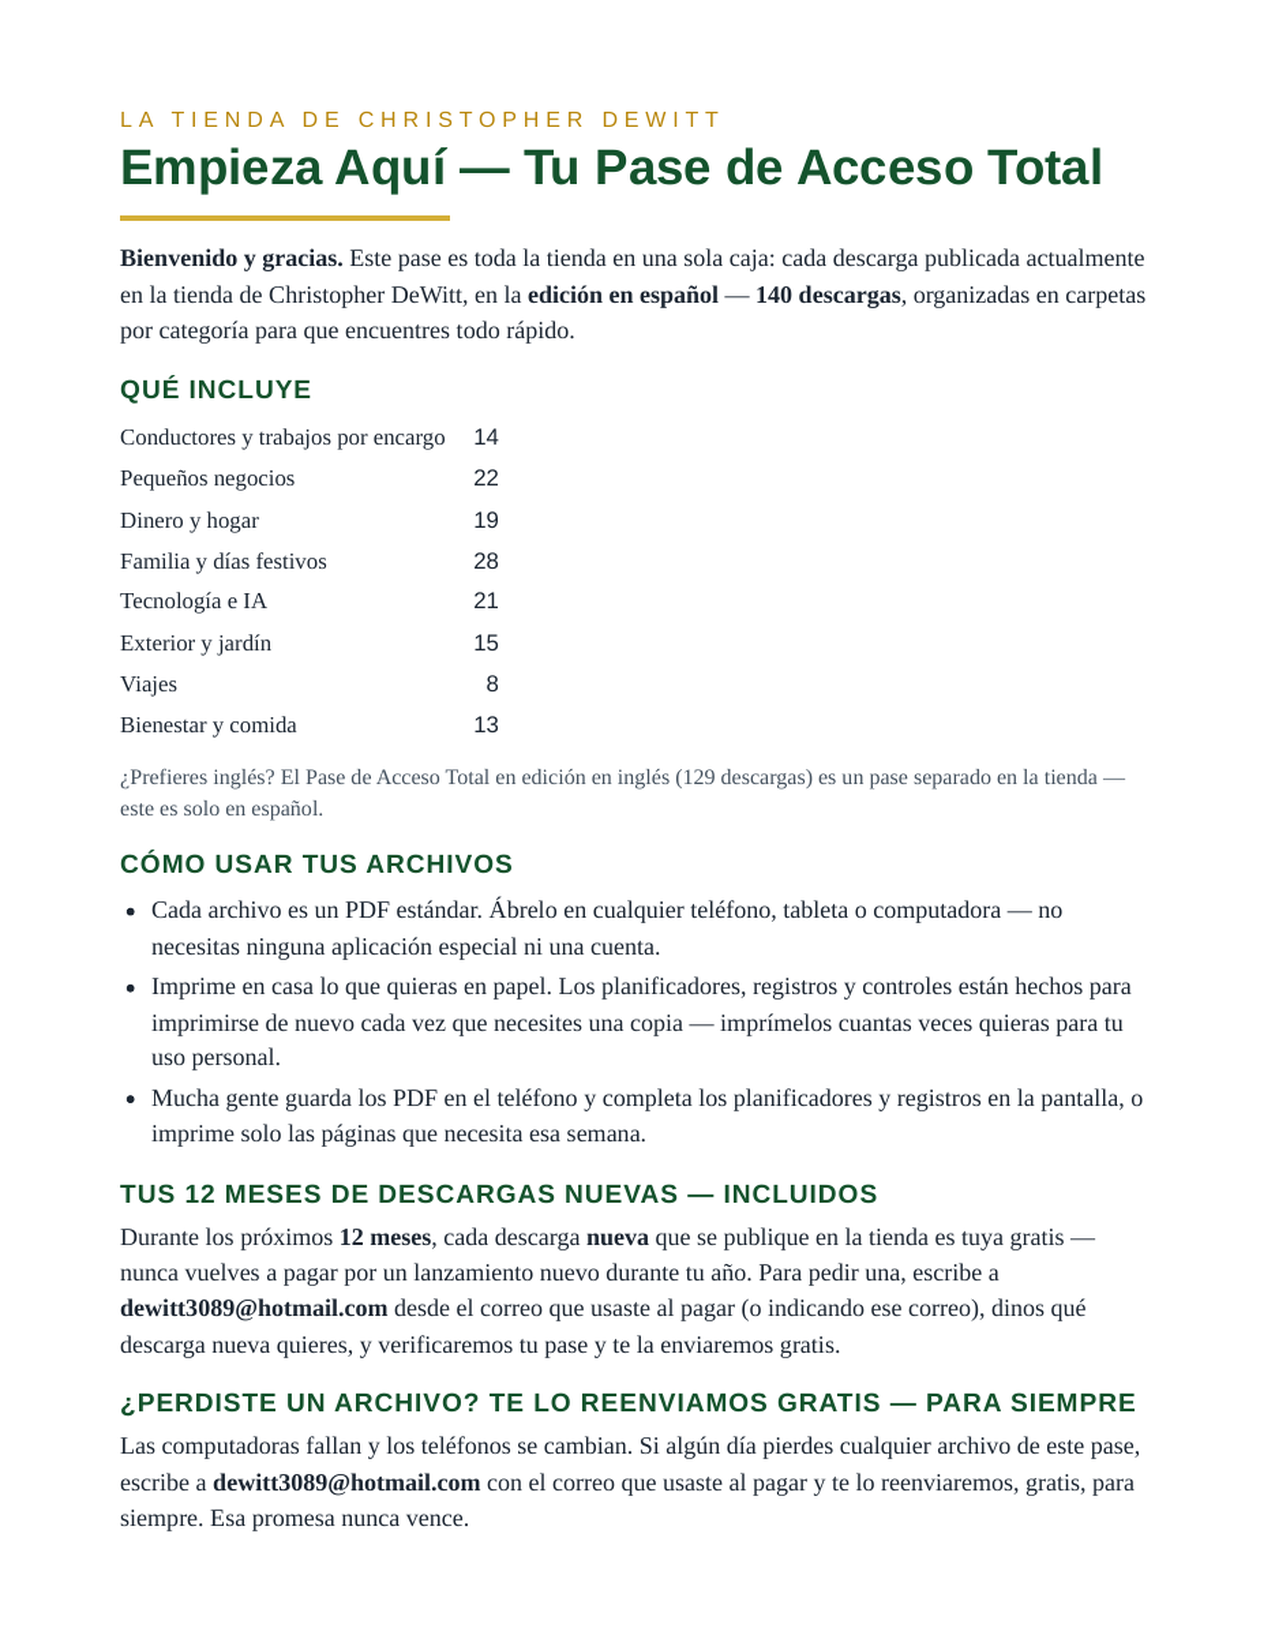 LA TIENDA DE CHRISTOPHER DEWITT
Empieza Aquí — Tu Pase de Acceso Total
Bienvenido y gracias. Este pase es toda la tienda en una sola caja: cada descarga publicada actualmente
en la tienda de Christopher DeWitt, en la edición en español — 140 descargas, organizadas en carpetas
por categoría para que encuentres todo rápido.
QUÉ INCLUYE
Conductores y trabajos por encargo 14
Pequeños negocios 22
Dinero y hogar 19
Familia y días festivos 28
Tecnología e IA 21
Exterior y jardín 15
Viajes 8
Bienestar y comida 13
¿Prefieres inglés? El Pase de Acceso Total en edición en inglés (129 descargas) es un pase separado en la tienda —
este es solo en español.
CÓMO USAR TUS ARCHIVOS
• Cada archivo es un PDF estándar. Ábrelo en cualquier teléfono, tableta o computadora — no
necesitas ninguna aplicación especial ni una cuenta.
• Imprime en casa lo que quieras en papel. Los planificadores, registros y controles están hechos para
imprimirse de nuevo cada vez que necesites una copia — imprímelos cuantas veces quieras para tu
uso personal.
• Mucha gente guarda los PDF en el teléfono y completa los planificadores y registros en la pantalla, o
imprime solo las páginas que necesita esa semana.
TUS 12 MESES DE DESCARGAS NUEVAS — INCLUIDOS
Durante los próximos 12 meses, cada descarga nueva que se publique en la tienda es tuya gratis —
nunca vuelves a pagar por un lanzamiento nuevo durante tu año. Para pedir una, escribe a
dewitt3089@hotmail.com desde el correo que usaste al pagar (o indicando ese correo), dinos qué
descarga nueva quieres, y verificaremos tu pase y te la enviaremos gratis.
¿PERDISTE UN ARCHIVO? TE LO REENVIAMOS GRATIS — PARA SIEMPRE
Las computadoras fallan y los teléfonos se cambian. Si algún día pierdes cualquier archivo de este pase,
escribe a dewitt3089@hotmail.com con el correo que usaste al pagar y te lo reenviaremos, gratis, para
siempre. Esa promesa nunca vence.